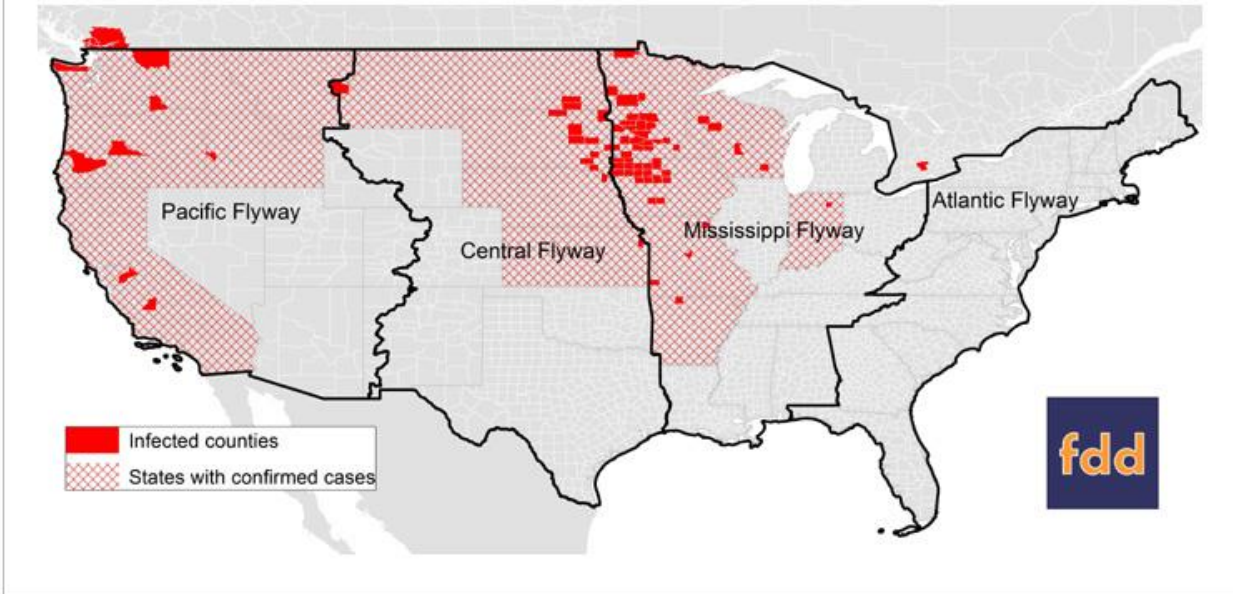 Pacific Flyway
Central Flyway
Mississippi Flyway
Atlantic Flyway
Infected counties
States with confirmed cases
fdd